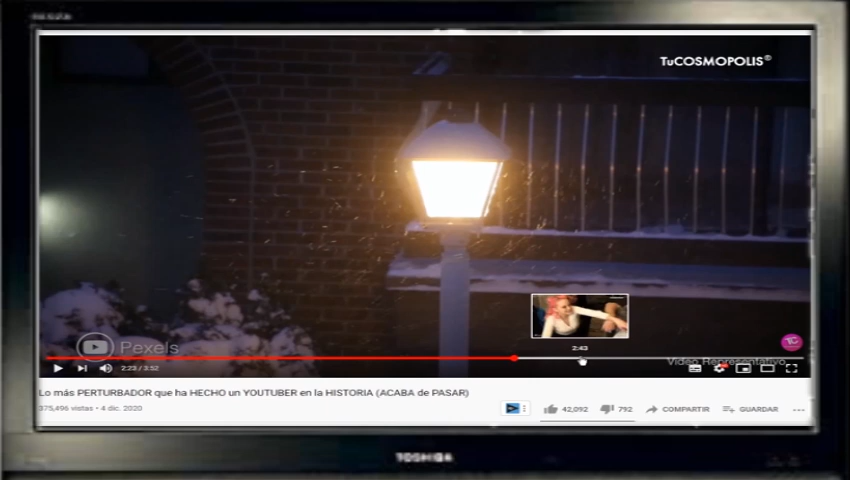 TuCOSMOPOLIS®
Pexels
2:43
TC
Video Representativo
2:23 / 3:52
Lo más PERTURBADOR que ha HECHO un YOUTUBER en la HISTORIA (ACABA de PASAR)
375,496 vistas • 4 dic. 2020
42,092
792
COMPARTIR
GUARDAR
TOSHIBA